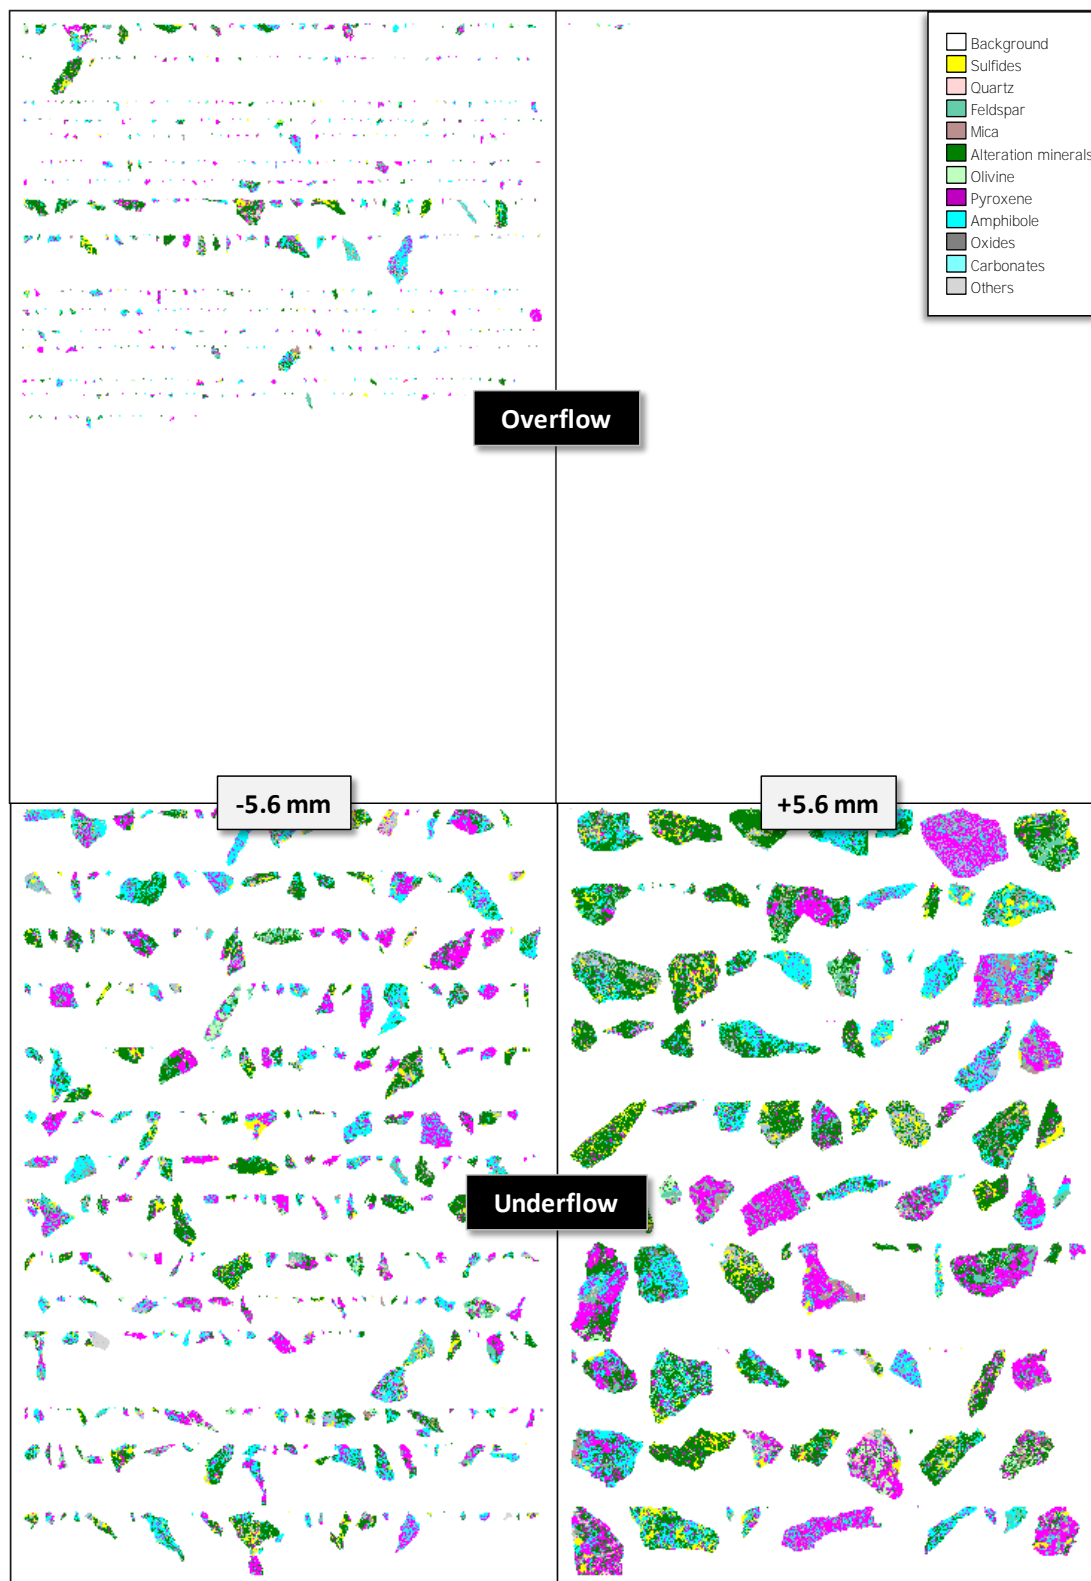 Background
Sulfides
Quartz
Feldspar
Mica
Alteration minerals
Olivine
Pyroxene
Amphibole
Oxides
Carbonates
Others
Overflow
-5.6 mm
+5.6 mm
Underflow